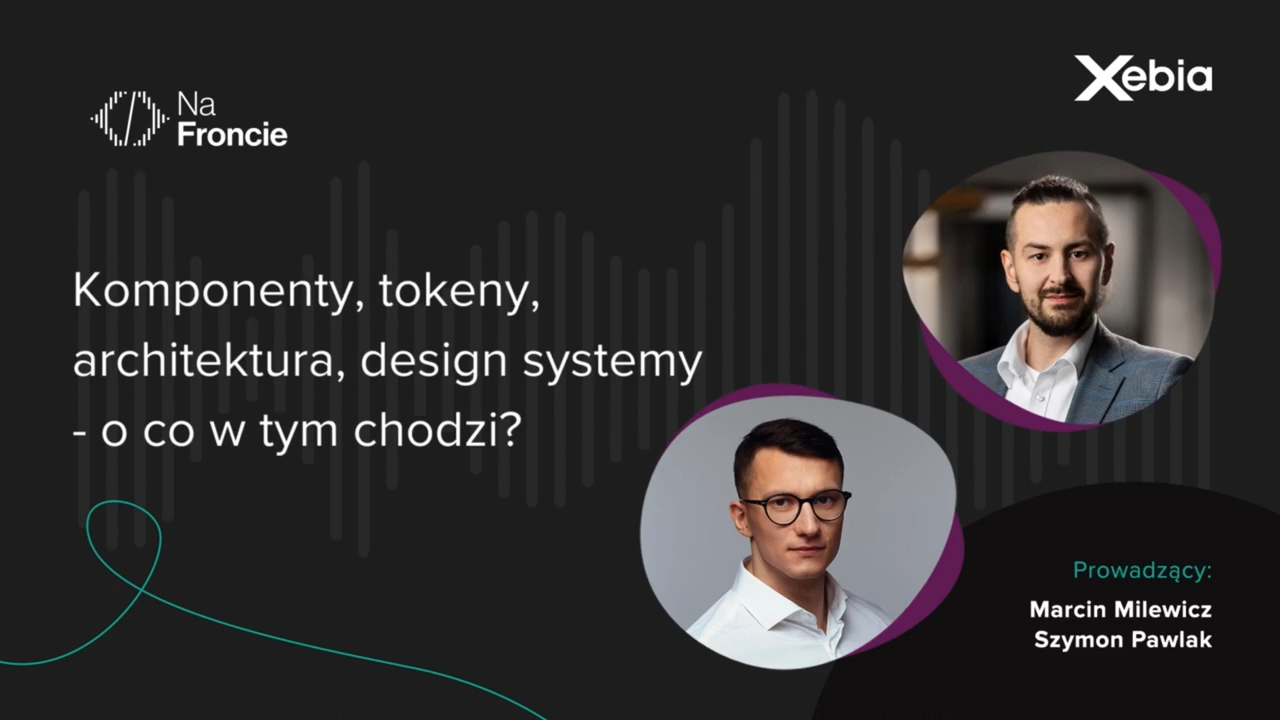 Na
Froncie
Xebia
Komponenty, tokeny,
architektura, design systemy
- o co w tym chodzi?
Prowadzący:
Marcin Milewicz
Szymon Pawlak